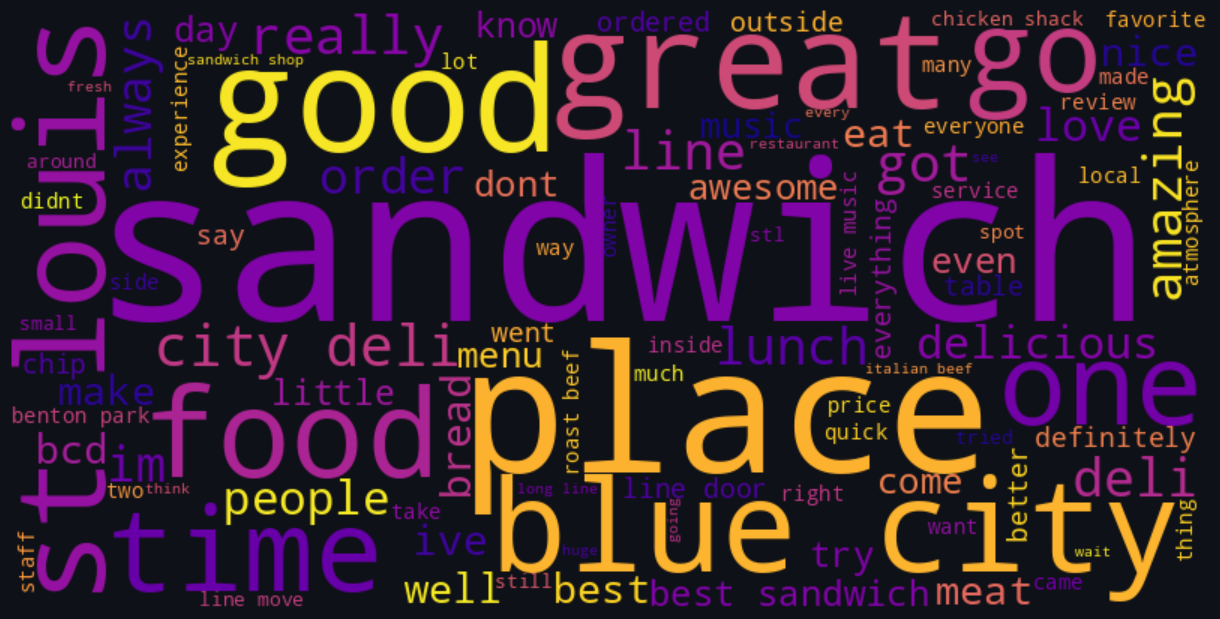 st louis
day
really
know
ordered
outside
chicken shack
favorite
always
experience
sandwich shop
lot
good
great
go
nice
many
made
fresh
every
review
amazing
music
restaurant
eat
everyone
love
around
order
dont
line
awesome
got
see
service
local
atmosphere
didnt
say
sandwich
way
owner
stl
live music
everything
spot
even
table
side
small
chip
city deli
went
menu
inside
lunch
delicious
make
little
bread
roast beef
much
italian beef
one
benton park
food
place
price
quick
tried
definitely
bcd
im
two
think
people
take
long line
line door
right
come
better
deli
staff
time
ive
blue city
going
huge
want
wait
thing
try
line move
well
still
best
best sandwich
meat
came